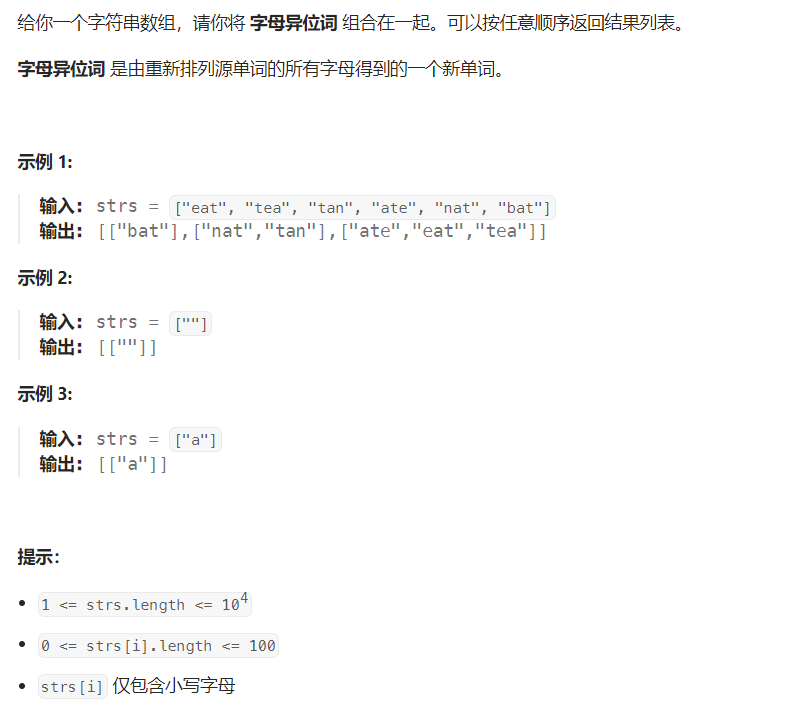 给你一个字符串数组，请你将 字母异位词 组合在一起。可以按任意顺序返回结果列表。
字母异位词 是由重新排列源单词的所有字母得到的一个新单词。
示例 1:
输入: strs = ["eat", "tea", "tan", "ate", "nat", "bat"]
输出: [["bat"],["nat","tan"],["ate","eat","tea"]]
示例 2:
输入: strs = [""]
输出: [[""]]
示例 3:
输入: strs = ["a"]
输出: [["a"]]
提示：
• 1 <= strs.length <= 10⁴
• 0 <= strs[i].length <= 100
• strs[i] 仅包含小写字母